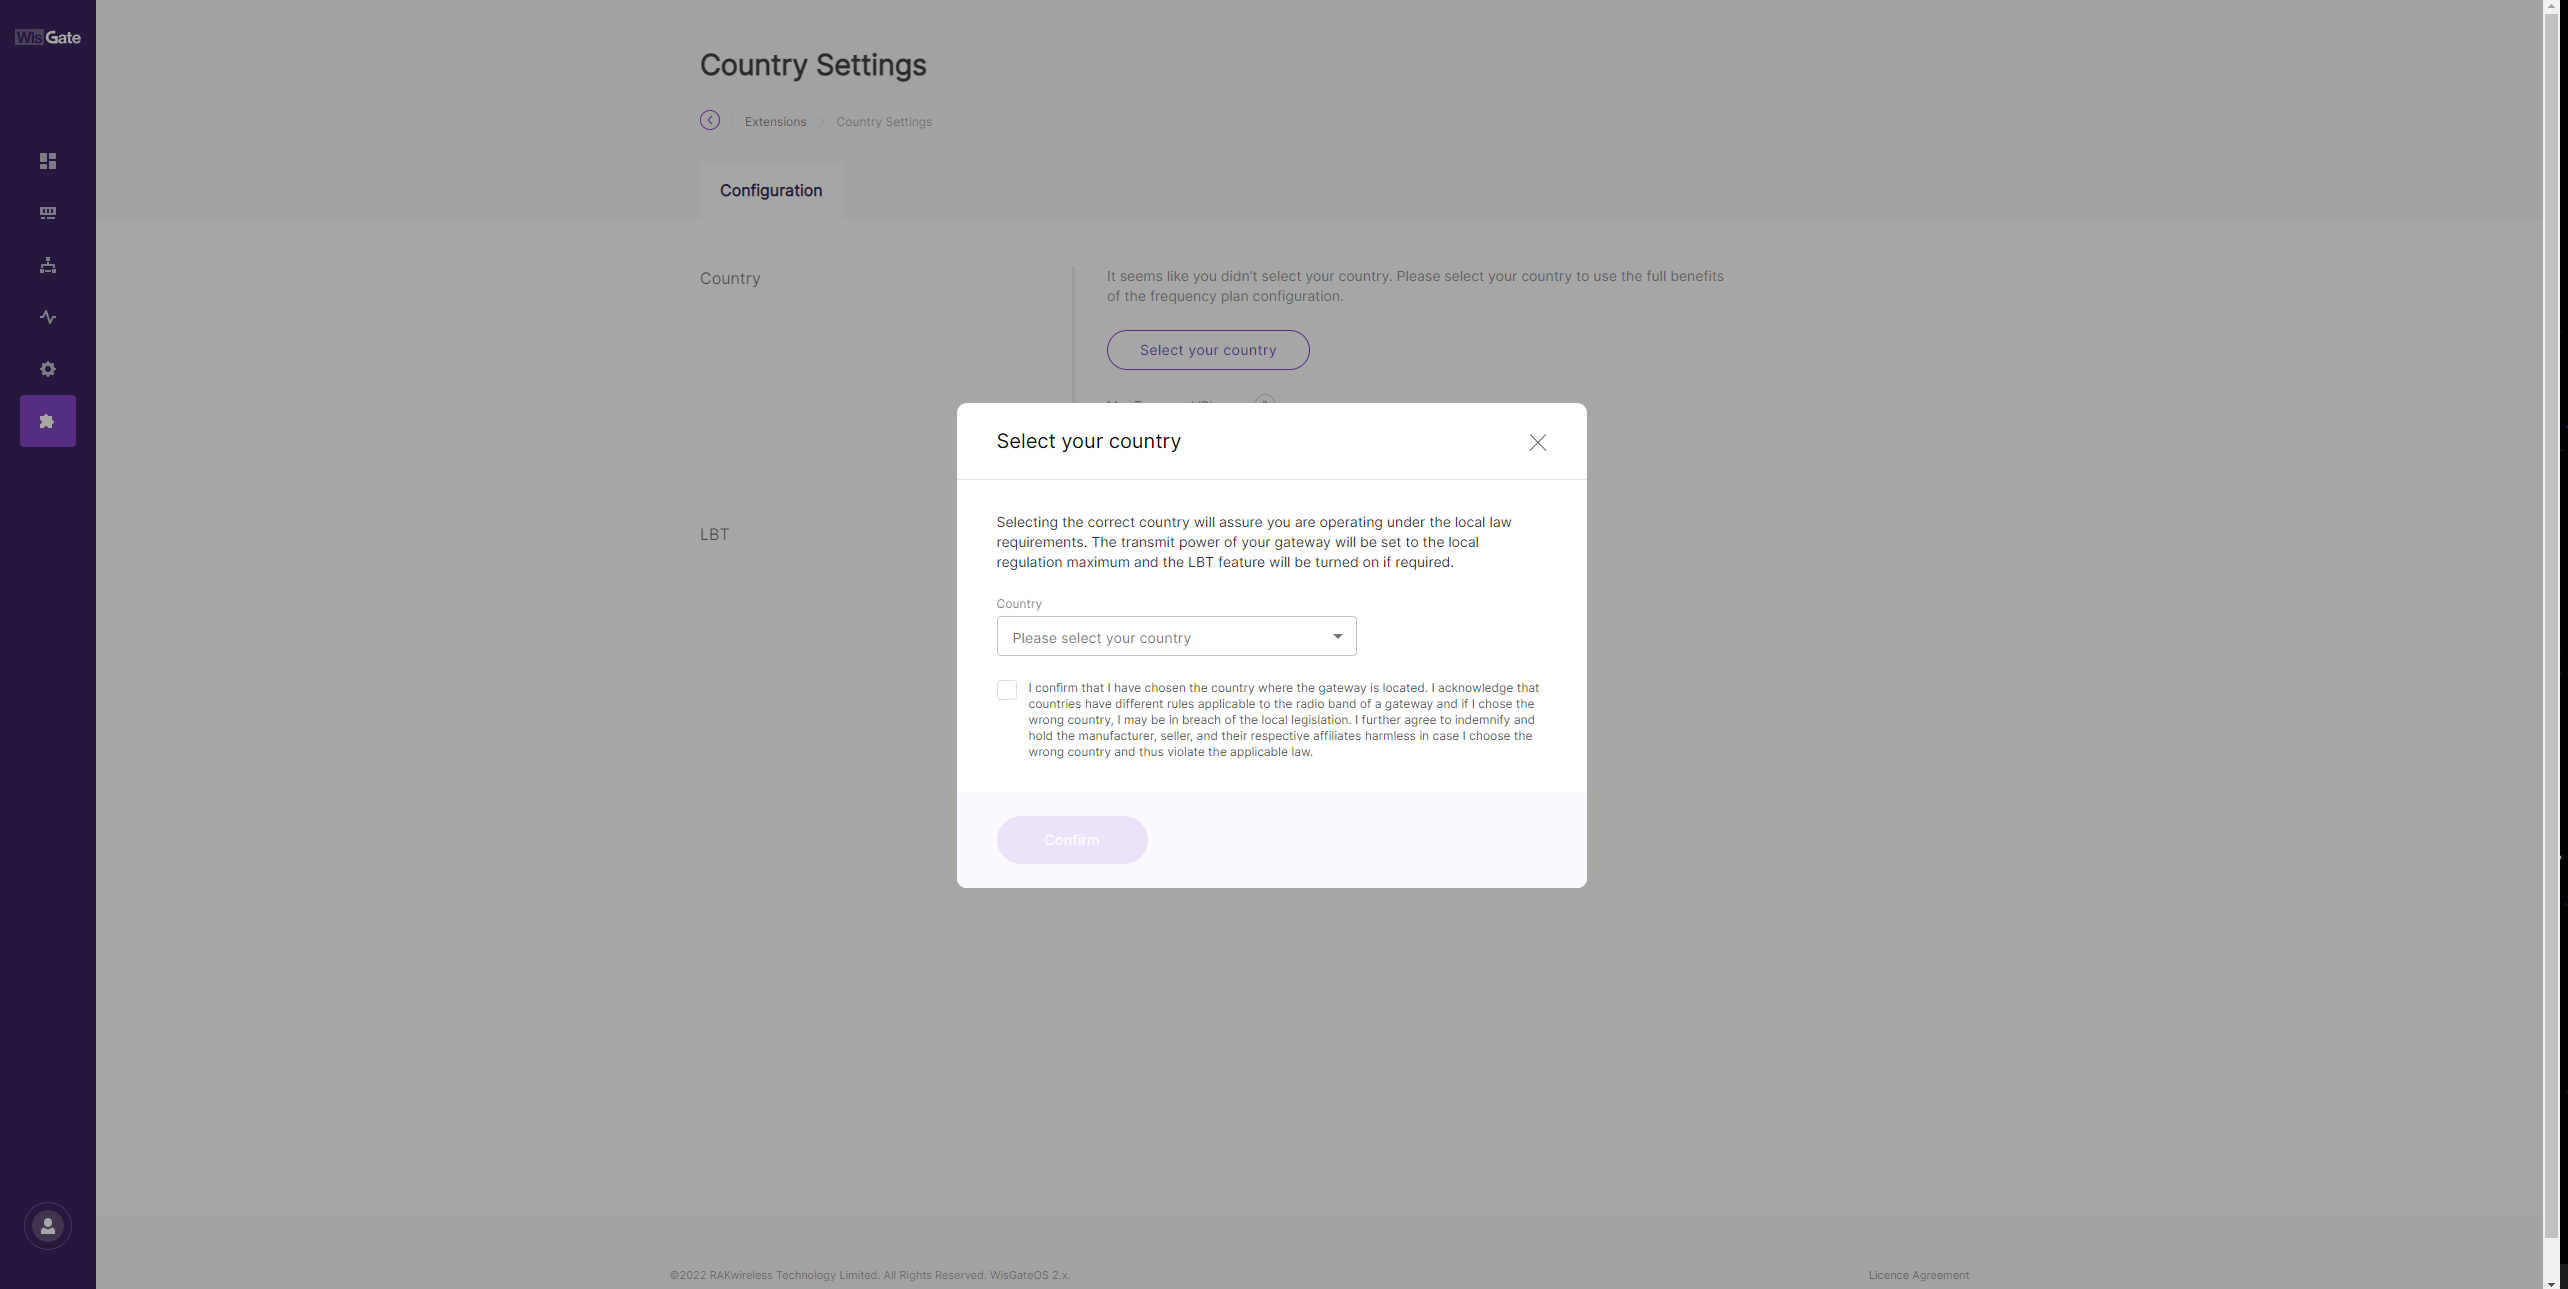 WisGate
Country Settings
Extensions
Country Settings
Configuration
Country
It seems like you didn't select your country. Please select your country to use the full benefits
of the frequency plan configuration.
Select your country
Select your country
Selecting the correct country will assure you are operating under the local law
requirements. The transmit power of your gateway will be set to the local
regulation maximum and the LBT feature will be turned on if required.
LBT
Country
Please select your country
I confirm that I have chosen the country where the gateway is located. I acknowledge that
countries have different rules applicable to the radio band of a gateway and if I chose the
wrong country, I may be in breach of the local legislation. I further agree to indemnify and
hold the manufacturer, seller, and their respective affiliates harmless in case I choose the
wrong country and thus violate the applicable law.
Confirm
©2022 RAKwireless Technology Limited. All Rights Reserved. WisGateOS 2.x.
Licence Agreement